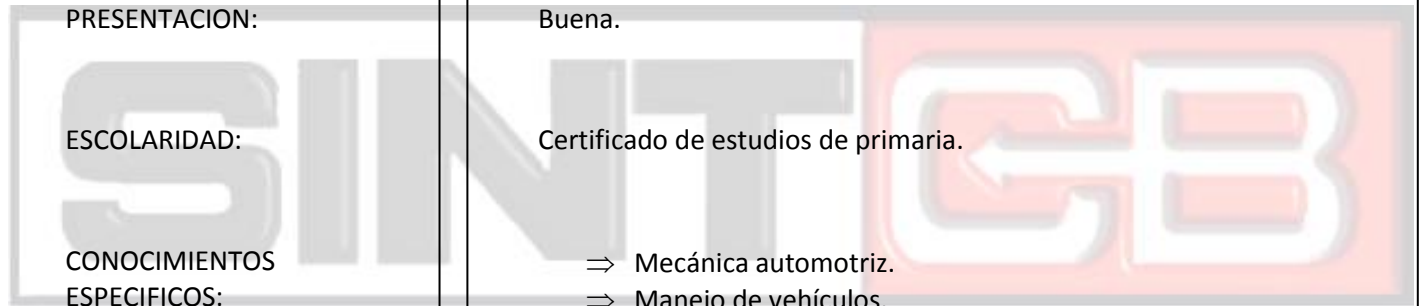 PRESENTACION: Buena.
SINTCB
ESCOLARIDAD: Certificado de estudios de primaria.
CONOCIMIENTOS ⇒ Mecánica automotriz.
ESPECIFICOS: ⇒ Manejo de vehículos.